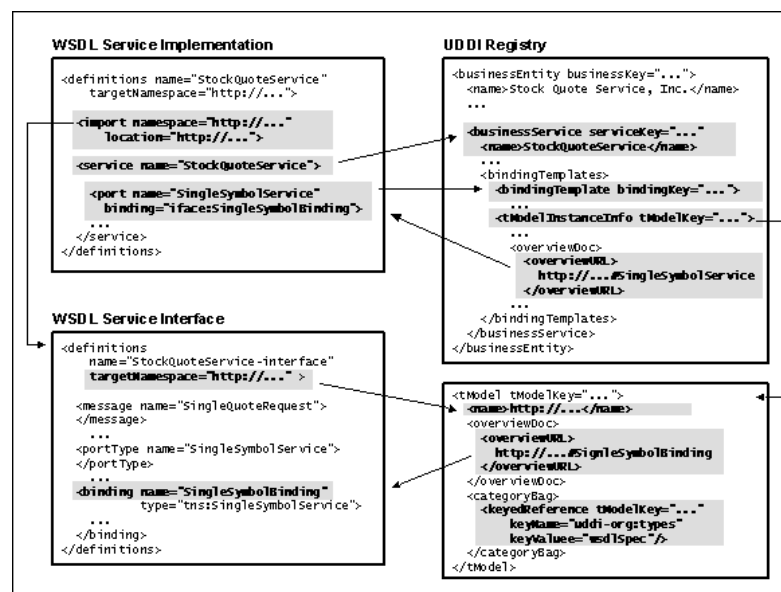 WSDL Service Implementation
<definitions name="StockQuoteService"
targetNamespace="http://...">
<import namespace="http://..."
location="http://...">
<service name="StockQuoteService">
<port name="SingleSymbolService"
binding="iface:SingleSymbolBinding">
...
</service>
</definitions>
UDDI Registry
<businessEntity businessKey="...">
<name>Stock Quote Service, Inc.</name>
...
<businessService serviceKey="..."
<name>StockQuoteService</name>
...
<bindingTemplates>
<bindingTemplate bindingKey="...">
...
<tModelInstanceInfo tModelKey="...">
...
<overviewDoc>
<overviewURL>
http://...#SingleSymbolService
</overviewURL>
...
</bindingTemplates>
</businessService>
</businessEntity>
WSDL Service Interface
<definitions
name="StockQuoteService-interface"
targetNamespace="http://..." >
<message name="SingleQuoteRequest">
</message>
...
<portType name="SingleSymbolService">
</portType>
...
<binding name="SingleSymbolBinding"
type="tns:SingleSymbolService">
...
</binding>
</definitions>
<tModel tModelKey="...">
<name>http://...</name>
<overviewDoc>
<overviewURL>
http://...#SignleSymbolBinding
</overviewURL>
</overviewDoc>
<categoryBag>
<keyedReference tModelKey="..."
keyName="uddi-org:types"
keyValuee="wsdlSpec"/>
</categoryBag>
</tModel>